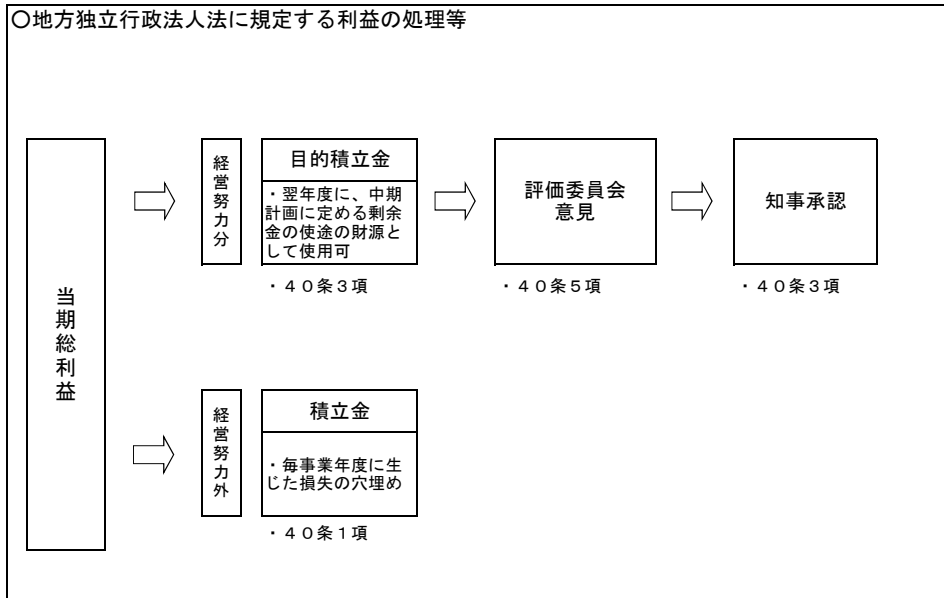 〇地方独立行政法人法に規定する利益の処理等
当期総利益
経営努力分
目的積立金
・翌年度に、中期
計画に定める剰余
金の使途の財源と
して使用可
・４０条３項
評価委員会
意見
・４０条５項
知事承認
・４０条３項
経営努力外
積立金
・毎事業年度に生
じた損失の穴埋め
・４０条１項